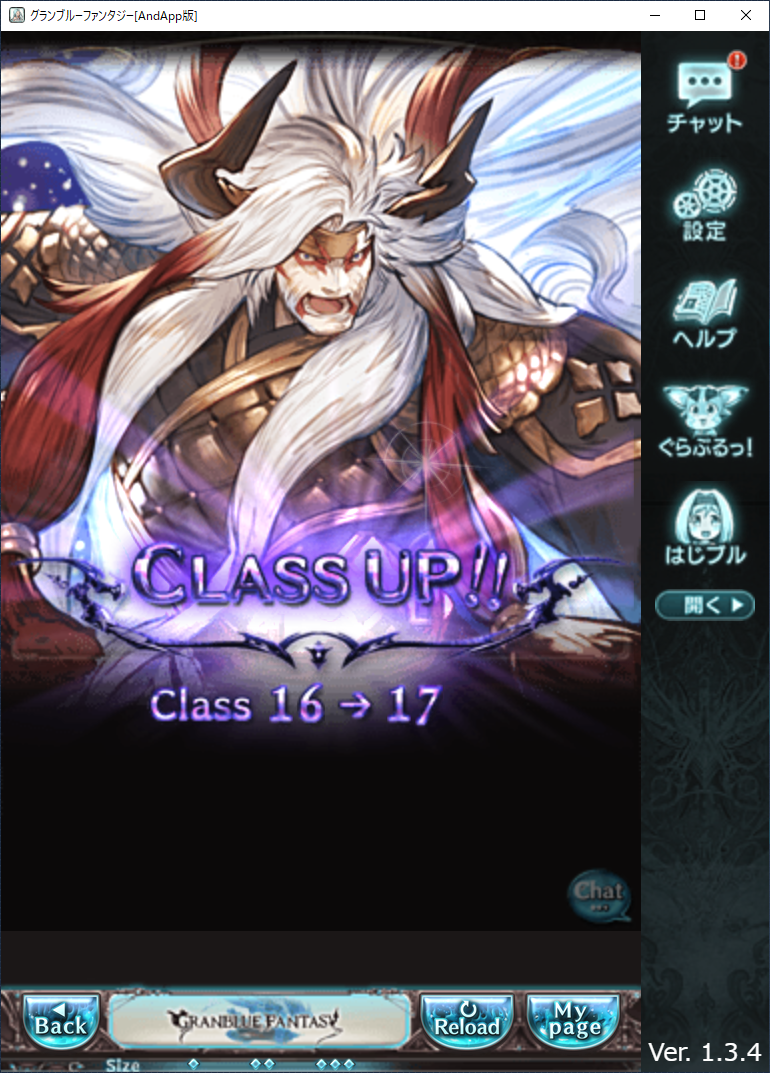 グランブルーファンタジー[AndApp版]
!
チャット
設定
ヘルプ
ぐらぶるっ!
はじブル
開く
CLASS UP!!
Class 16→17
Chat
Back
GRANBLUE FANTASY
Reload
My page
Size
Ver. 1.3.4